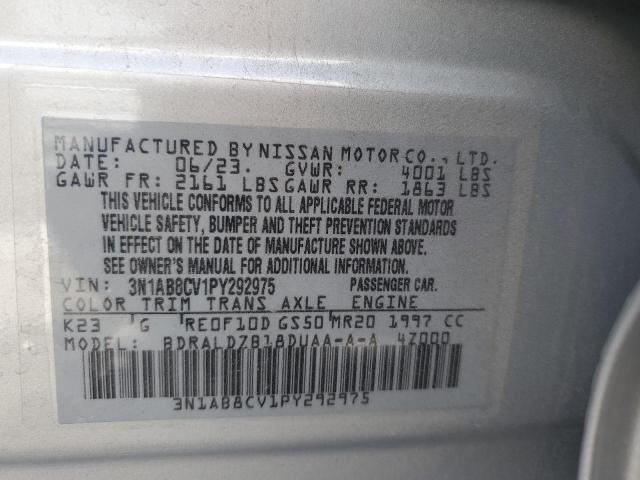 MANUFACTURED BY NISSAN MOTOR CO., LTD.
DATE: 06/23. GVWR: 4001 LBS
GAWR FR: 2161 LBS GAWR RR: 1863 LBS
THIS VEHICLE CONFORMS TO ALL APPLICABLE FEDERAL MOTOR
VEHICLE SAFETY, BUMPER AND THEFT PREVENTION STANDARDS
IN EFFECT ON THE DATE OF MANUFACTURE SHOWN ABOVE.
SEE OWNER'S MANUAL FOR ADDITIONAL INFORMATION.
VIN: 3N1AB8CV1PY292975 PASSENGER CAR.
COLOR TRIM TRANS AXLE ENGINE
K23 G RE0F10D GS50 MR20 1997 CC
MODEL: BDRALDZB18DUAA-A-A 4Z000
3N1AB8CV1PY292975